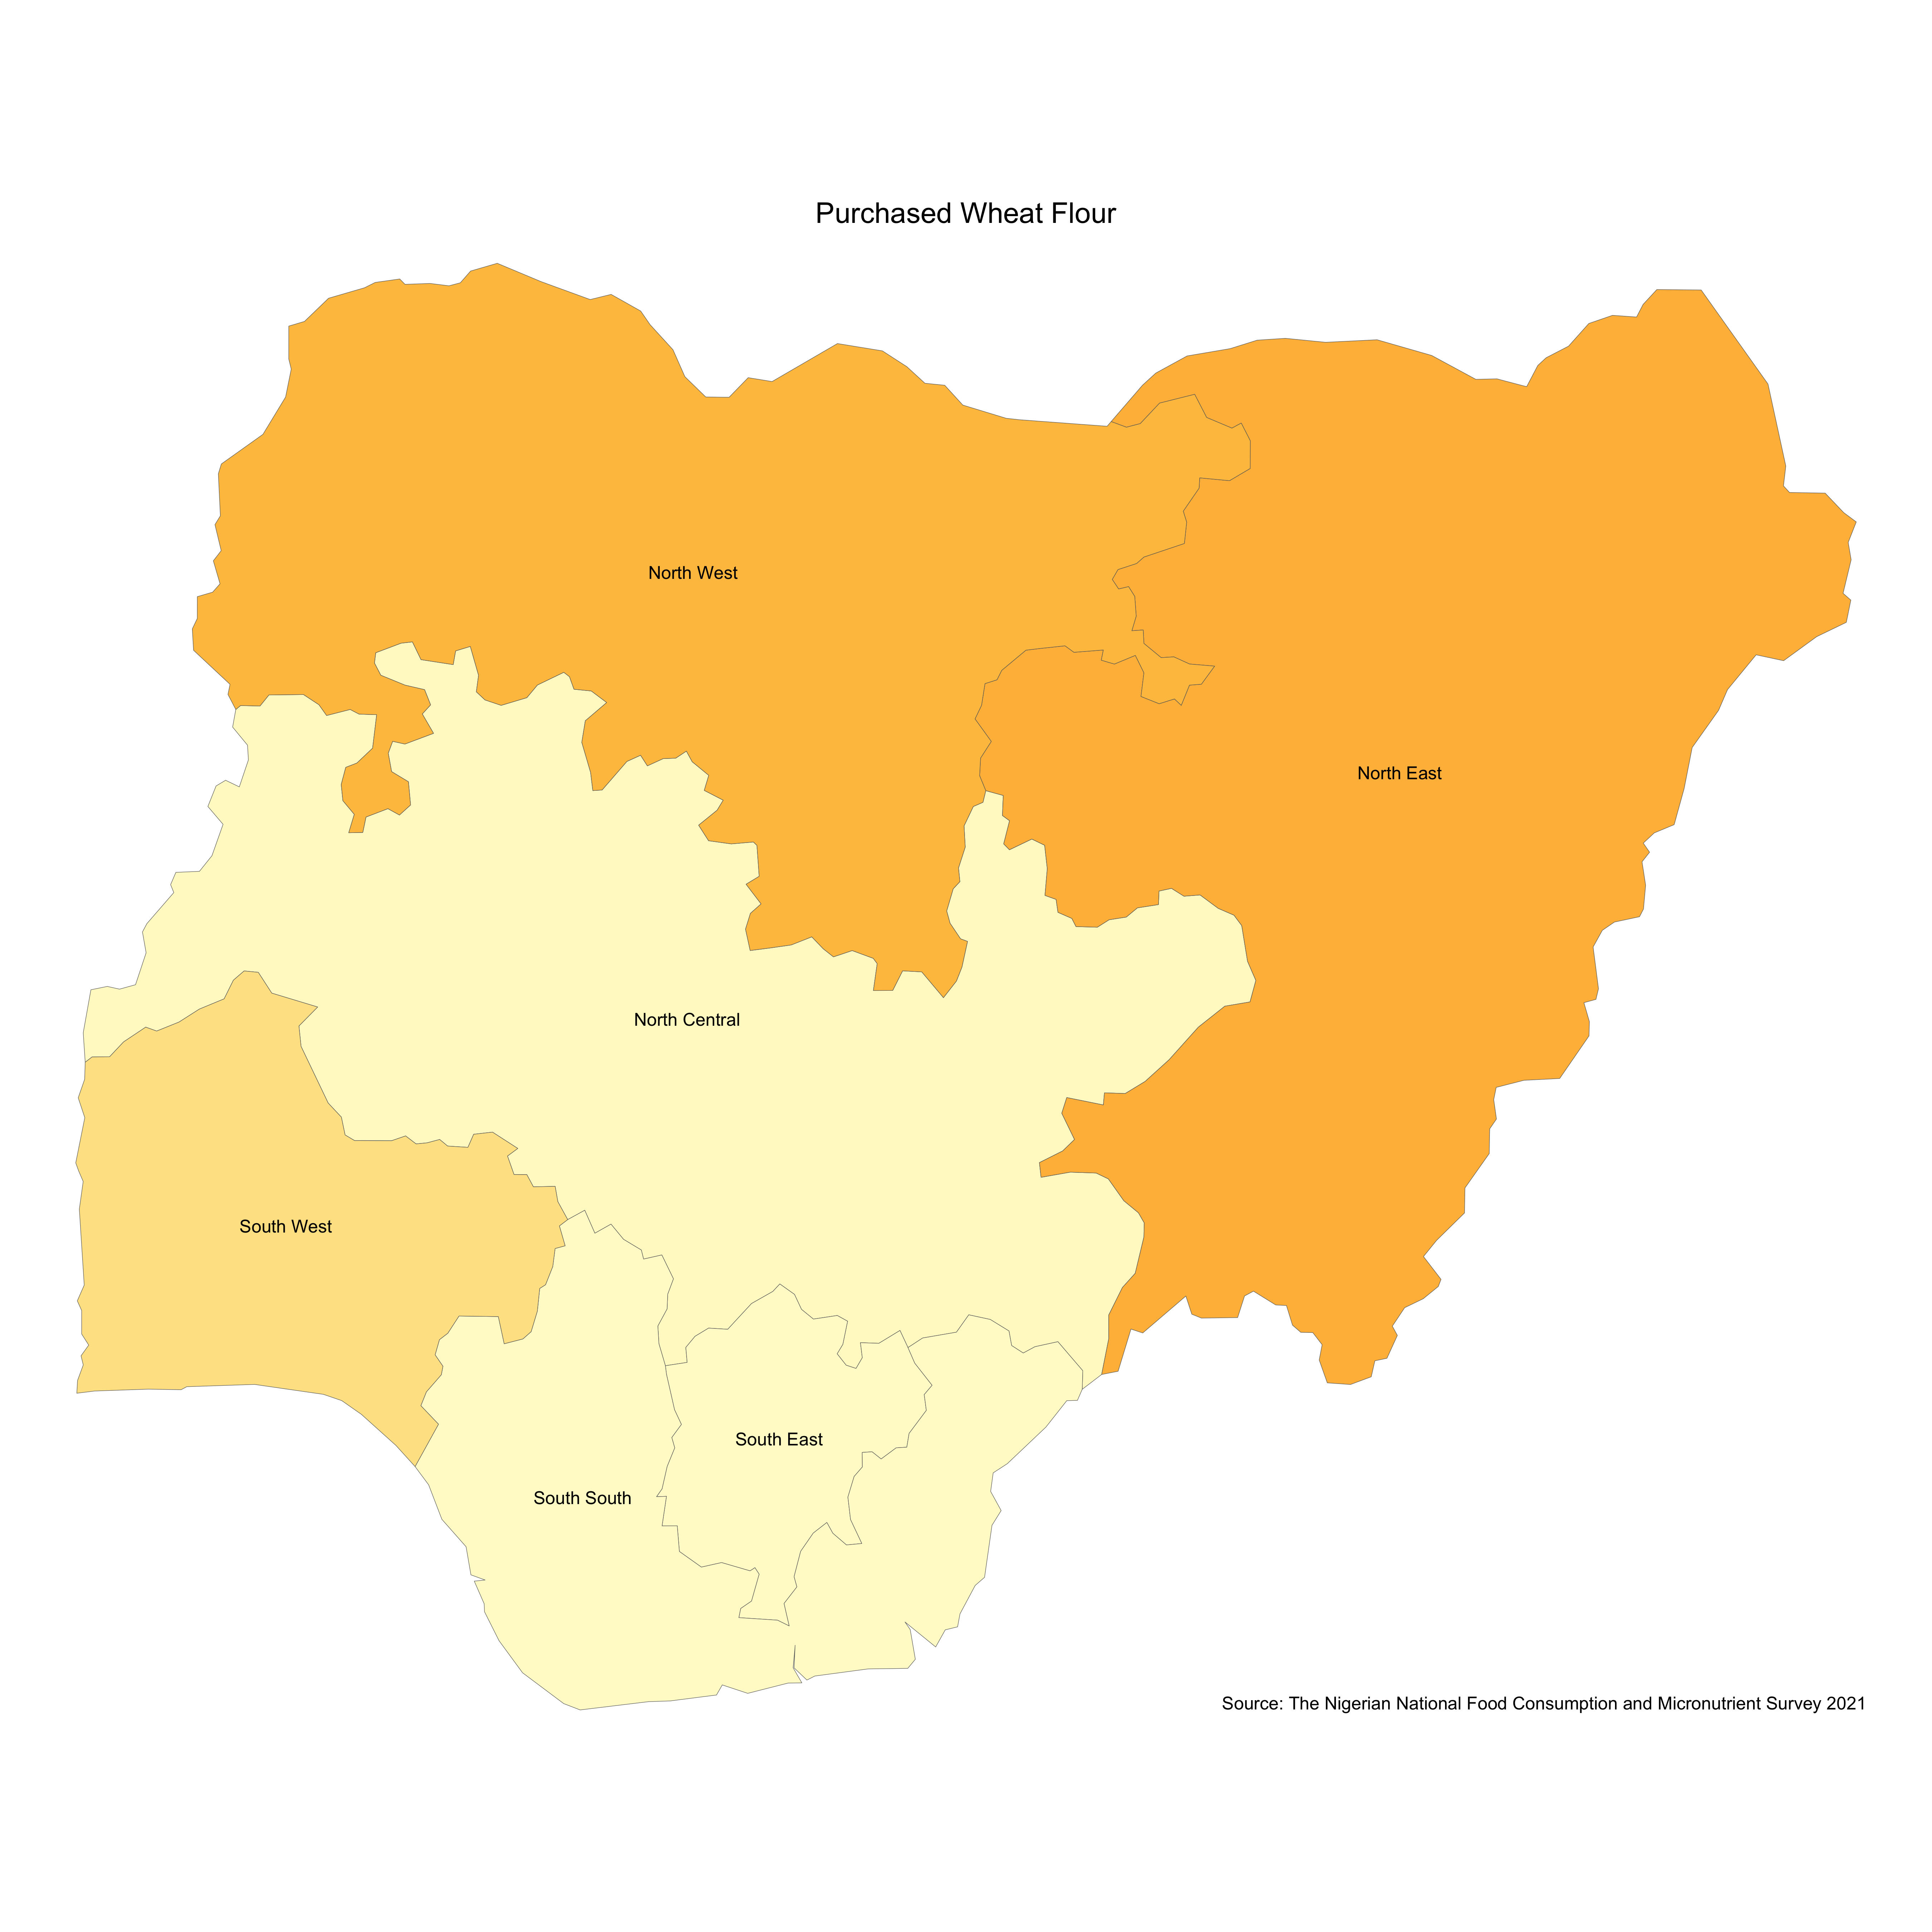 Purchased Wheat Flour
North West
North East
North Central
South West
South East
South South
Source: The Nigerian National Food Consumption and Micronutrient Survey 2021